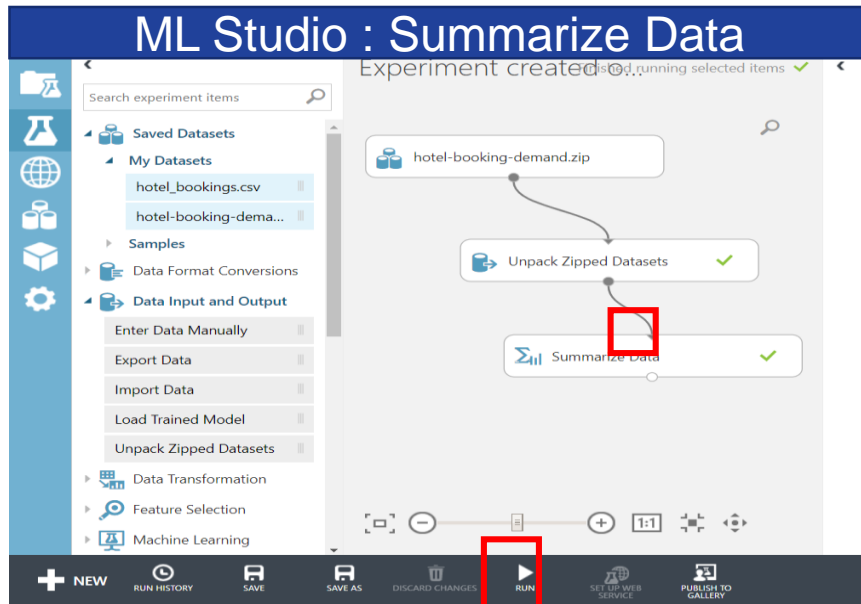 ML Studio : Summarize Data
Experiment created o...
Finished running selected items
Search experiment items
Saved Datasets
My Datasets
hotel_bookings.csv
hotel-booking-dema...
Samples
Data Format Conversions
Data Input and Output
Enter Data Manually
Export Data
Import Data
Load Trained Model
Unpack Zipped Datasets
Data Transformation
Feature Selection
Machine Learning
hotel-booking-demand.zip
Unpack Zipped Datasets
Summarize Data
1:1
NEW
RUN HISTORY
SAVE
SAVE AS
DISCARD CHANGES
RUN
SET UP WEB
SERVICE
PUBLISH TO
GALLERY